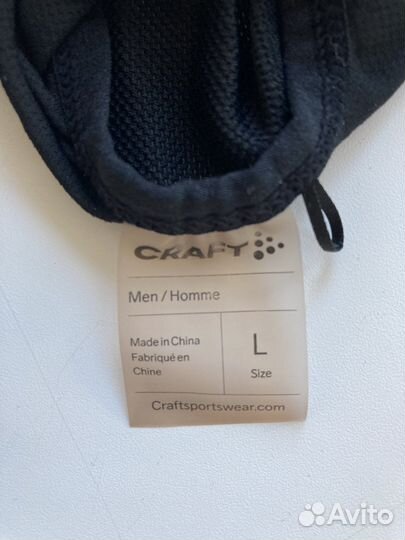 CRAFT
Men / Homme
Made in China
Fabriqué en
Chine
L
Size
Craftsportswear.com
Avito